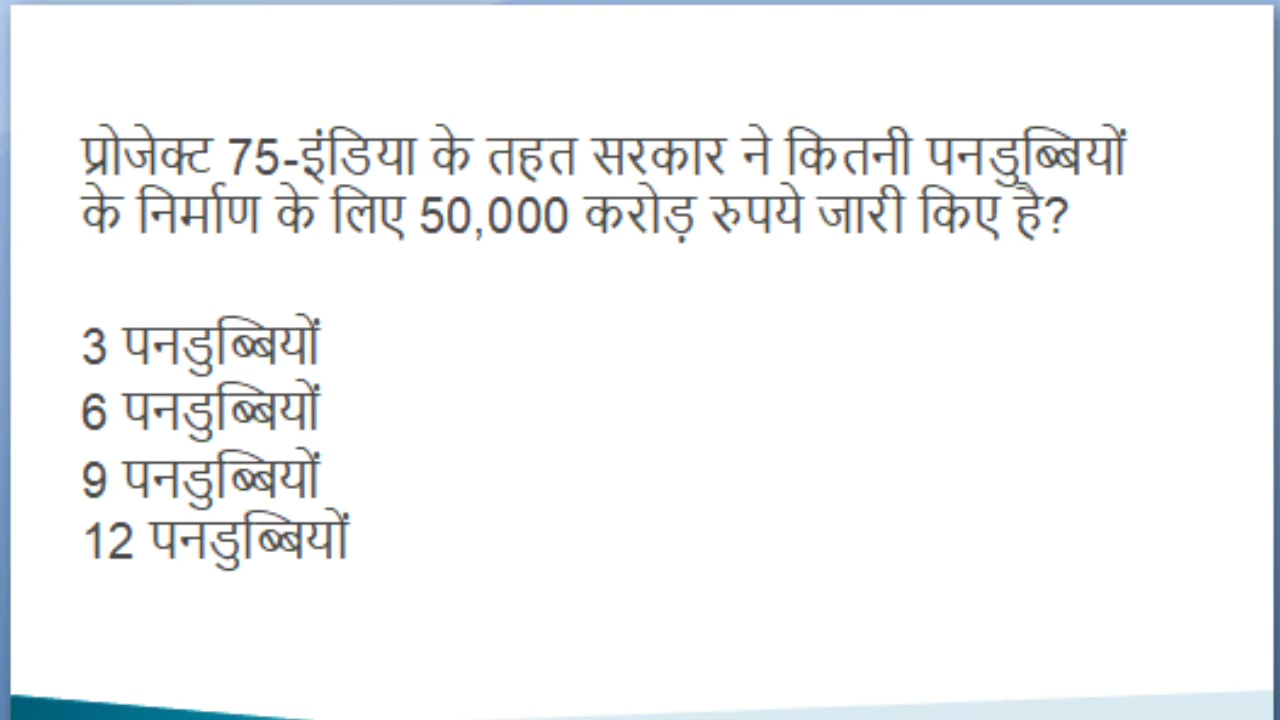 प्रोजेक्ट 75-इंडिया के तहत सरकार ने कितनी पनडुब्बियों
के निर्माण के लिए 50,000 करोड़ रुपये जारी किए है?
3 पनडुब्बियों
6 पनडुब्बियों
9 पनडुब्बियों
12 पनडुब्बियों